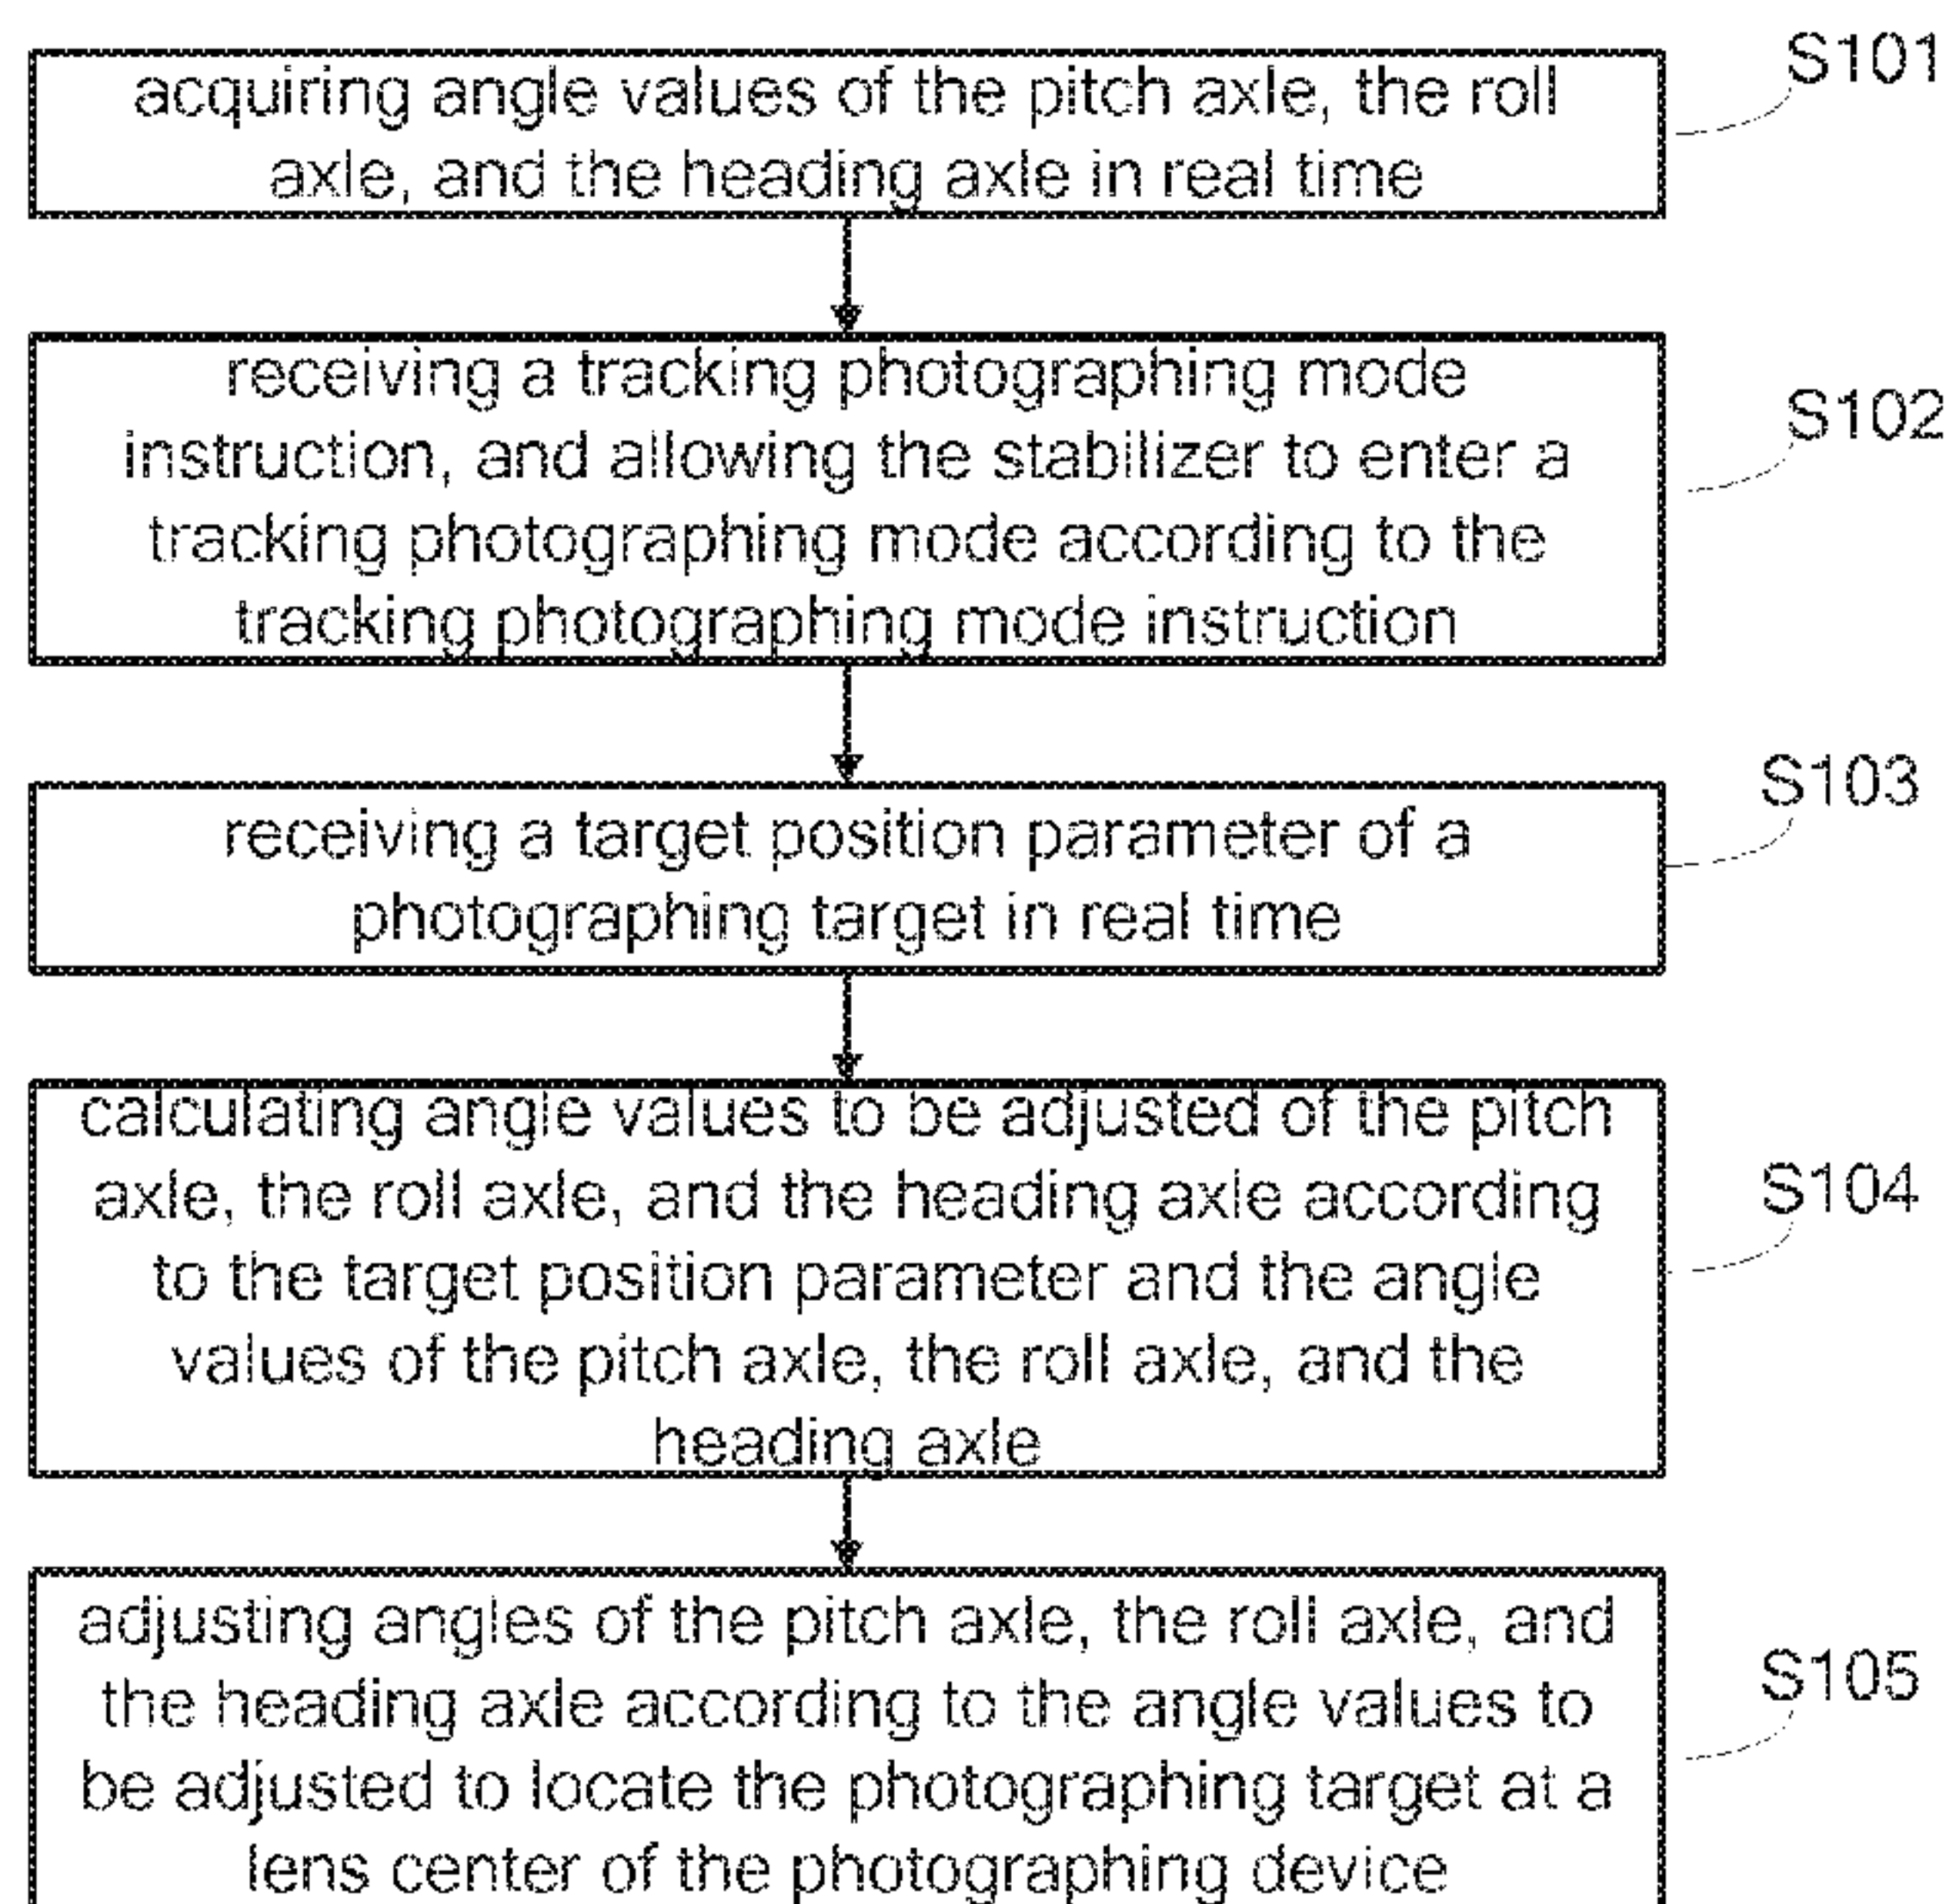 S101
acquiring angle values of the pitch axle, the roll
axle, and the heading axle in real time
receiving a tracking photographing mode
S102
instruction, and allowing the stabilizer to enter a
tracking photographing mode according to the
tracking photographing mode instruction
S103
receiving a target position parameter of a
photographing target in real time
calculating angle values to be adjusted of the pitch
axle, the roll axle, and the heading axle according
S104
to the target position parameter and the angle
values of the pitch axle, the roll axle, and the
heading axle
adjusting angles of the pitch axle, the roll axle, and
S105
the heading axle according to the angle values to
be adjusted to locate the photographing target at a
lens center of the photographing device